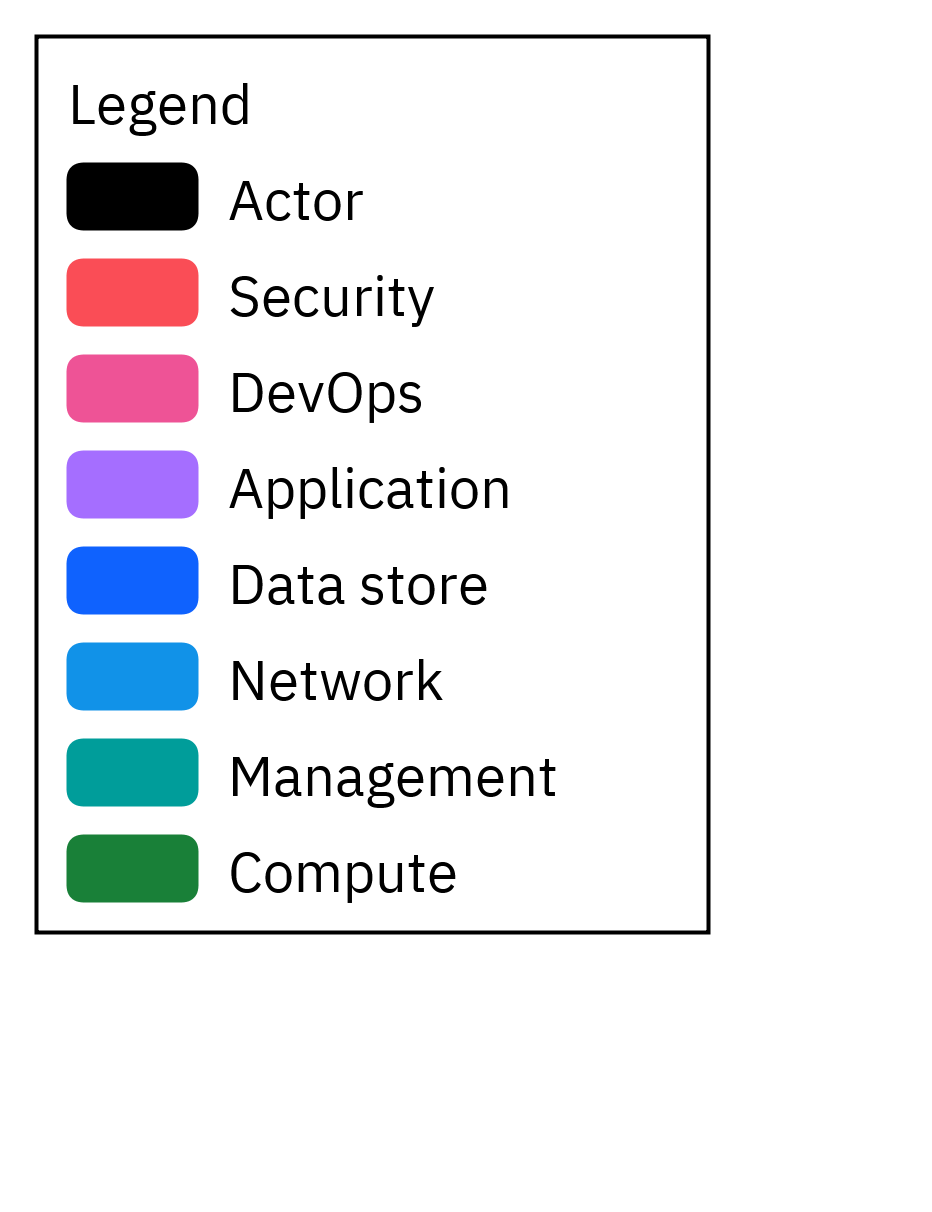 Legend
Actor
Security
DevOps
Application
Data store
Network
Management
Compute